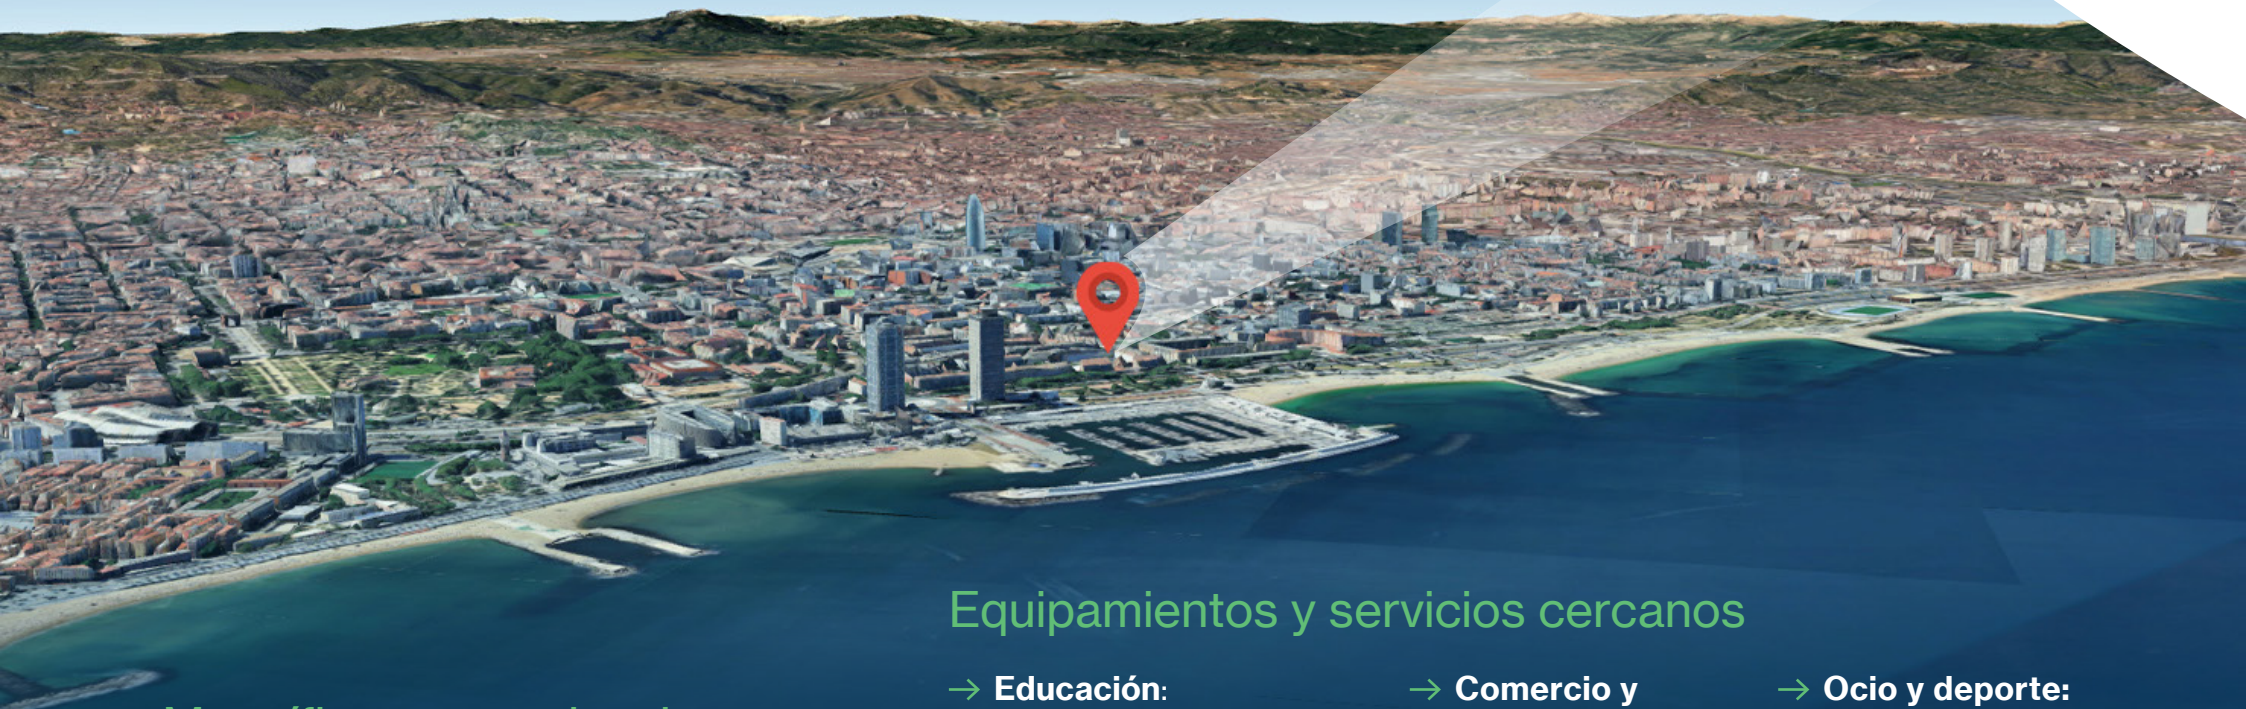 Equipamientos y servicios cercanos
→ Educación:
→ Comercio y
→ Ocio y deporte: